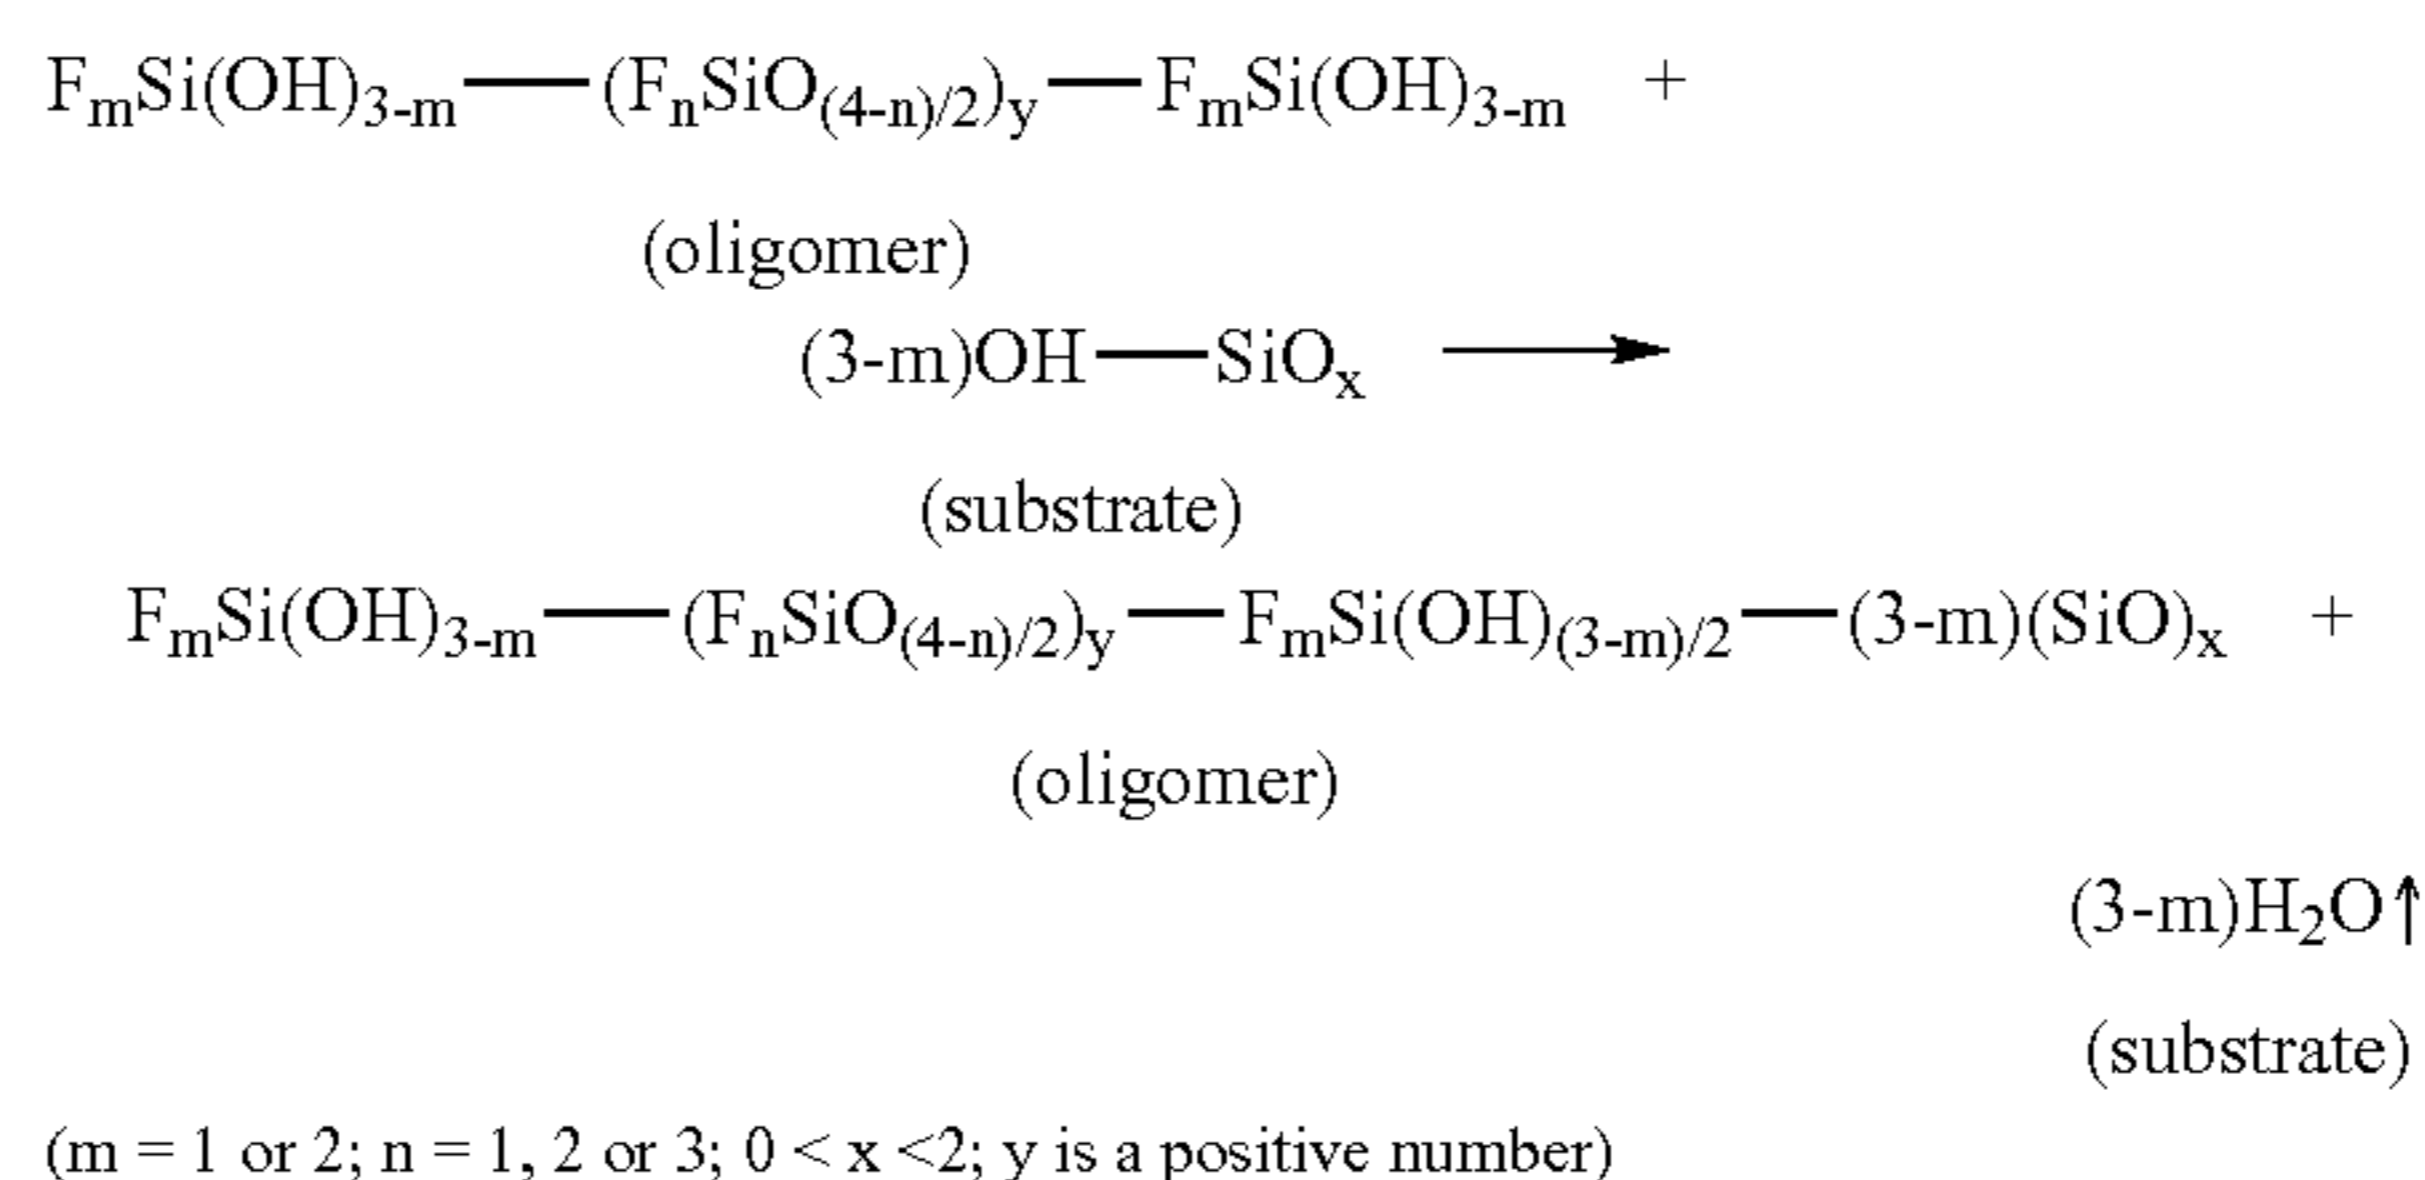 FₘSi(OH)₃₋ₘ—(FₙSiO₍₄₋ₙ₎/₂)y—FₘSi(OH)₃₋ₘ +
(oligomer)
(3-m)OH—SiOₓ ⟶
(substrate)
FₘSi(OH)₃₋ₘ—(FₙSiO₍₄₋ₙ₎/₂)y—FₘSi(OH)₍₃₋ₘ₎/₂—(3-m)(SiO)ₓ +
(oligomer)
(3-m)H₂O↑
(substrate)
(m = 1 or 2; n = 1, 2 or 3; 0 < x <2; y is a positive number)